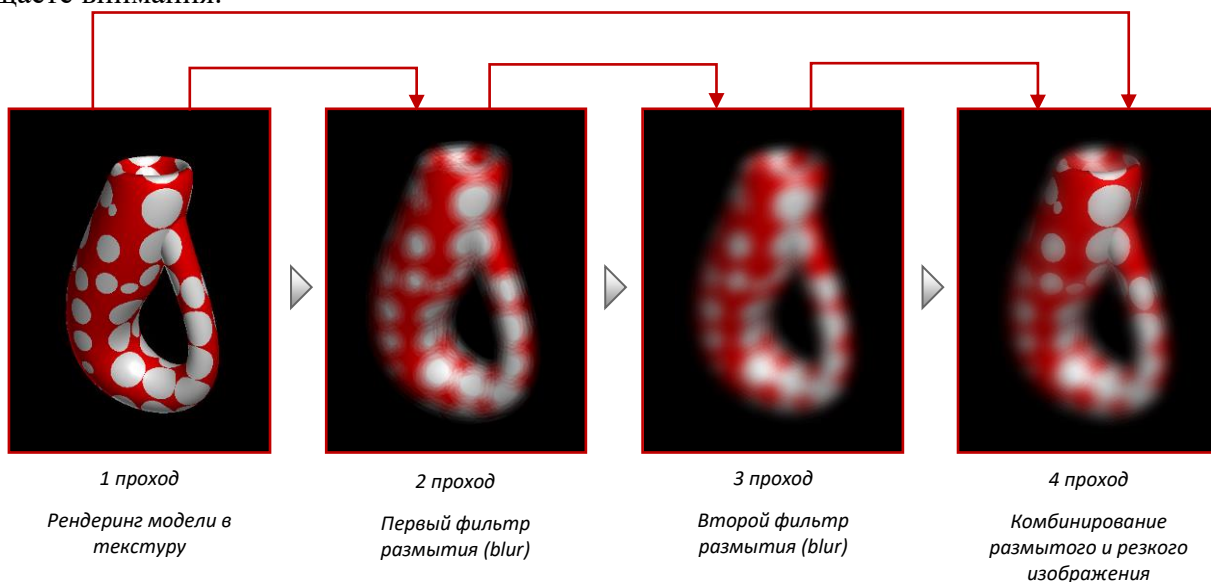 внимания.
1 проход
Рендеринг модели в
текстуру
2 проход
Первый фильтр
размытия (blur)
3 проход
Второй фильтр
размытия (blur)
4 проход
Комбинирование
размытого и резкого
изображения